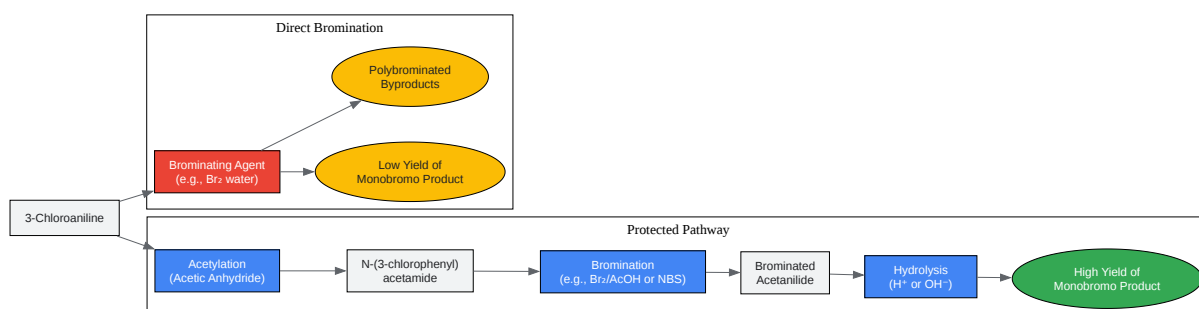 Direct Bromination
Polybrominated
Byproducts
Brominating Agent
(e.g., Br₂ water)
Low Yield of
Monobromo Product
3-Chloroaniline
Protected Pathway
Acetylation
(Acetic Anhydride)
N-(3-chlorophenyl)
acetamide
Bromination
(e.g., Br₂/AcOH or NBS)
Brominated
Acetanilide
Hydrolysis
(H⁺ or OH⁻)
High Yield of
Monobromo Product